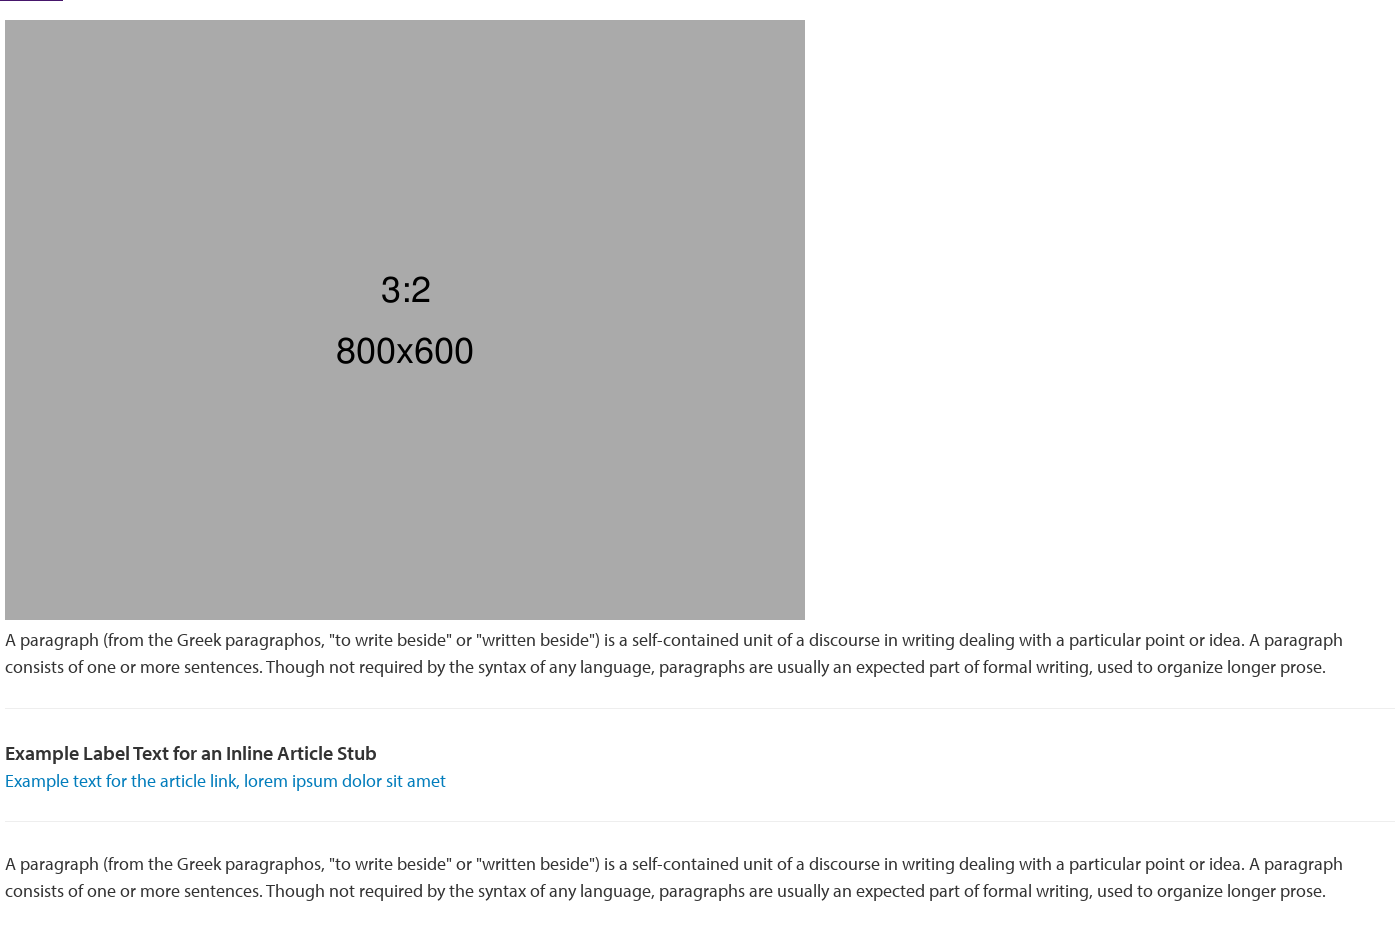 3:2
800x600
A paragraph (from the Greek paragraphos, "to write beside" or "written beside") is a self-contained unit of a discourse in writing dealing with a particular point or idea. A paragraph
consists of one or more sentences. Though not required by the syntax of any language, paragraphs are usually an expected part of formal writing, used to organize longer prose.
Example Label Text for an Inline Article Stub
Example text for the article link, lorem ipsum dolor sit amet
A paragraph (from the Greek paragraphos, "to write beside" or "written beside") is a self-contained unit of a discourse in writing dealing with a particular point or idea. A paragraph
consists of one or more sentences. Though not required by the syntax of any language, paragraphs are usually an expected part of formal writing, used to organize longer prose.